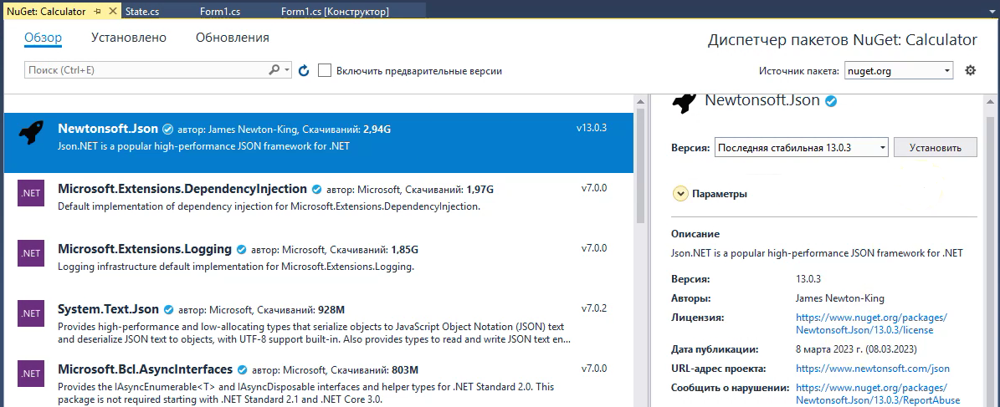 NuGet: Calculator
State.cs
Form1.cs
Form1.cs [Конструктор]
Обзор
Установлено
Обновления
Диспетчер пакетов NuGet: Calculator
Поиск (Ctrl+E)
Включить предварительные версии
Источник пакета: nuget.org
Newtonsoft.Json автор: James Newton-King, Скачиваний: 2,94G v13.0.3
Json.NET is a popular high-performance JSON framework for .NET
.NET
Microsoft.Extensions.DependencyInjection автор: Microsoft, Скачиваний: 1,97G v7.0.0
Default implementation of dependency injection for Microsoft.Extensions.DependencyInjection.
.NET
Microsoft.Extensions.Logging автор: Microsoft, Скачиваний: 1,85G v7.0.0
Logging infrastructure default implementation for Microsoft.Extensions.Logging.
.NET
System.Text.Json автор: Microsoft, Скачиваний: 928M v7.0.2
Provides high-performance and low-allocating types that serialize objects to JavaScript Object Notation (JSON) text
and deserialize JSON text to objects, with UTF-8 support built-in. Also provides types to read and write JSON text en...
.NET
Microsoft.Bcl.AsyncInterfaces автор: Microsoft, Скачиваний: 803M v7.0.0
Provides the IAsyncEnumerable<T> and IAsyncDisposable interfaces and helper types for .NET Standard 2.0. This
package is not required starting with .NET Standard 2.1 and .NET Core 3.0.
Newtonsoft.Json
Версия: Последняя стабильная 13.0.3 Установить
Параметры
Описание
Json.NET is a popular high-performance JSON framework for .NET
Версия: 13.0.3
Авторы: James Newton-King
Лицензия: https://www.nuget.org/packages/
Newtonsoft.Json/13.0.3/license
Дата публикации: 8 марта 2023 г. (08.03.2023)
URL-адрес проекта: https://www.newtonsoft.com/json
Сообщить о нарушении: https://www.nuget.org/packages/
Newtonsoft.Json/13.0.3/ReportAbuse